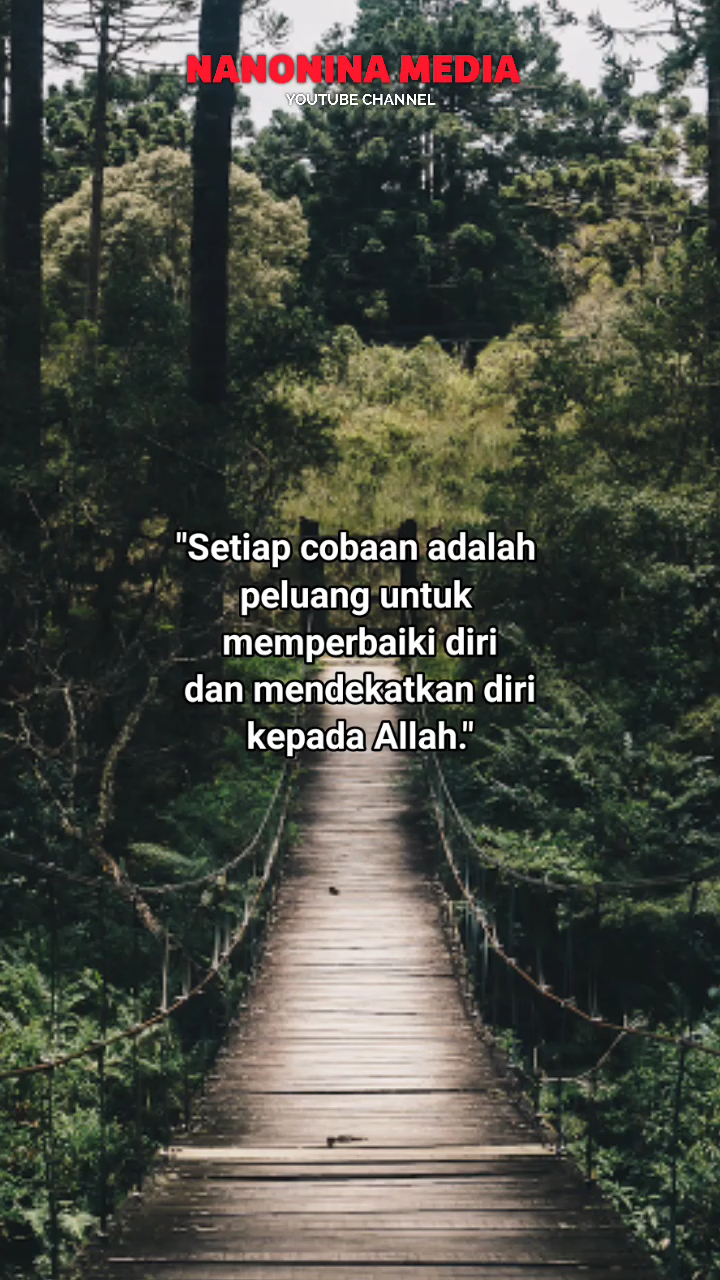 NANONINA MEDIA
YOUTUBE CHANNEL
"Setiap cobaan adalah
peluang untuk
memperbaiki diri
dan mendekatkan diri
kepada Allah."